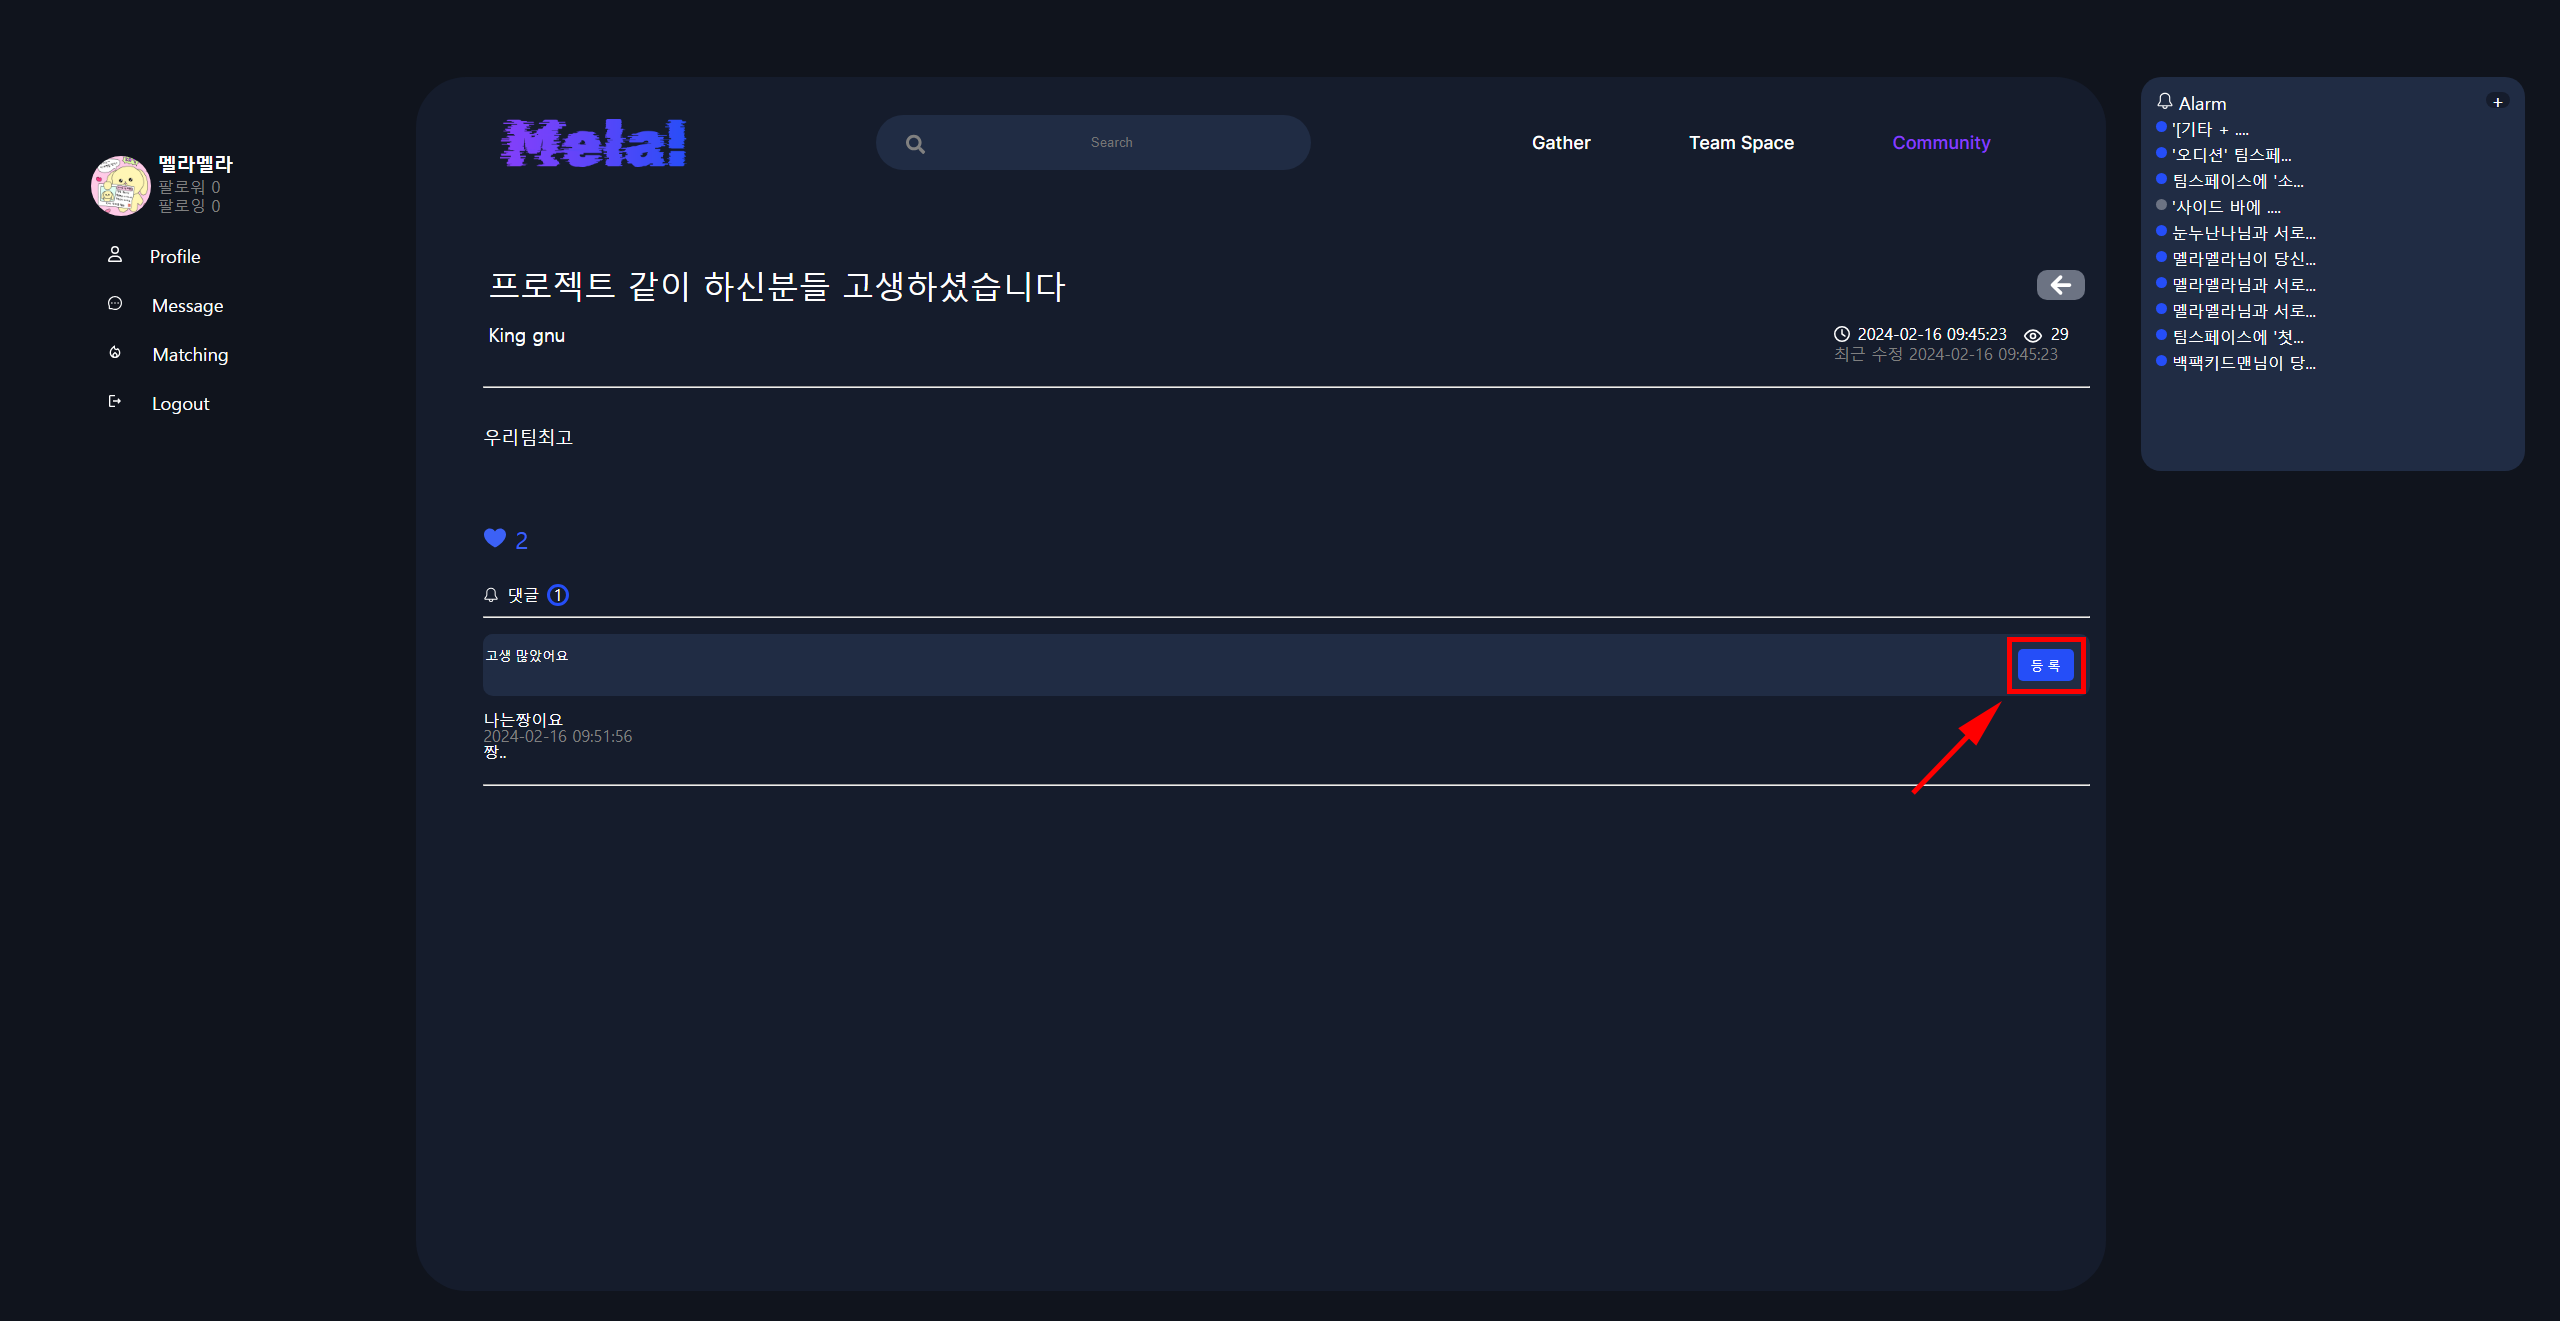 멜라멜라
팔로워 0
팔로잉 0
Profile
Message
Matching
Logout
Mela!
Search
Gather
Team Space
Community
프로젝트 같이 하신분들 고생하셨습니다
King gnu
2024-02-16 09:45:23 29
최근 수정 2024-02-16 09:45:23
우리팀최고
2
댓글 1
고생 많았어요
등 록
나는짱이요
2024-02-16 09:51:56
짱..
Alarm +
'[기타 + ....
'오디션' 팀스페...
팀스페이스에 '소...
'사이드 바에 ....
눈누난나님과 서로...
멜라멜라님이 당신...
멜라멜라님과 서로...
멜라멜라님과 서로...
팀스페이스에 '첫...
백팩키드맨님이 당...